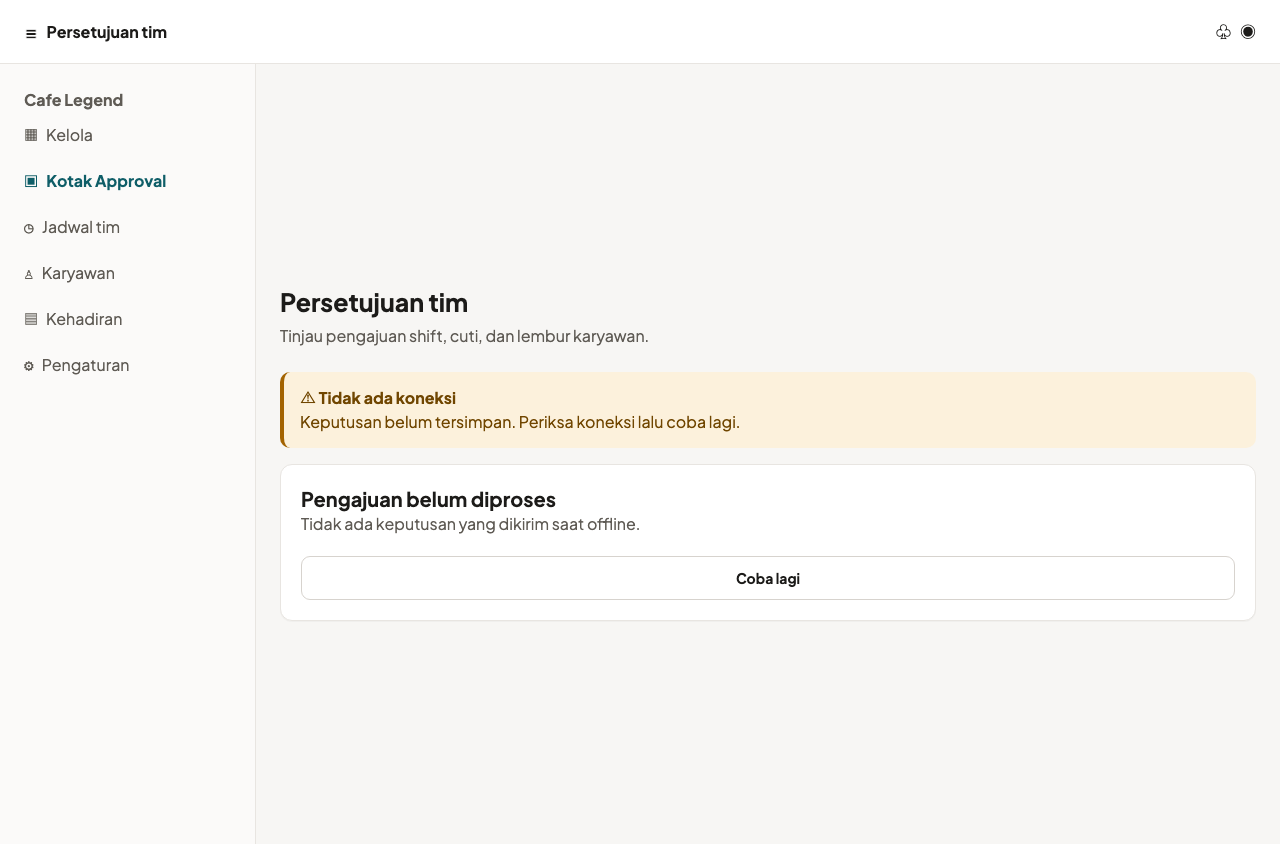 Persetujuan tim
Cafe Legend
Kelola
Kotak Approval
Jadwal tim
Karyawan
Kehadiran
Pengaturan
Persetujuan tim
Tinjau pengajuan shift, cuti, dan lembur karyawan.
⚠ Tidak ada koneksi
Keputusan belum tersimpan. Periksa koneksi lalu coba lagi.
Pengajuan belum diproses
Tidak ada keputusan yang dikirim saat offline.
Coba lagi